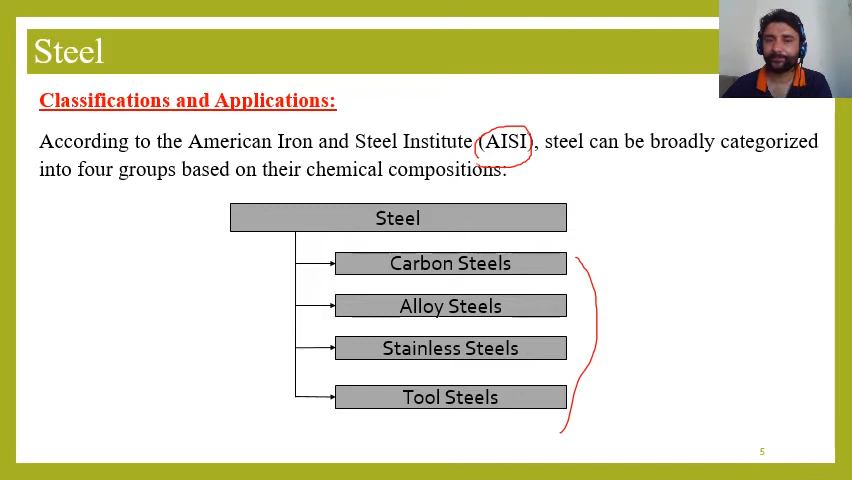 Steel
Classifications and Applications:
According to the American Iron and Steel Institute (AISI), steel can be broadly categorized
into four groups based on their chemical compositions:
Steel
Carbon Steels
Alloy Steels
Stainless Steels
Tool Steels
5